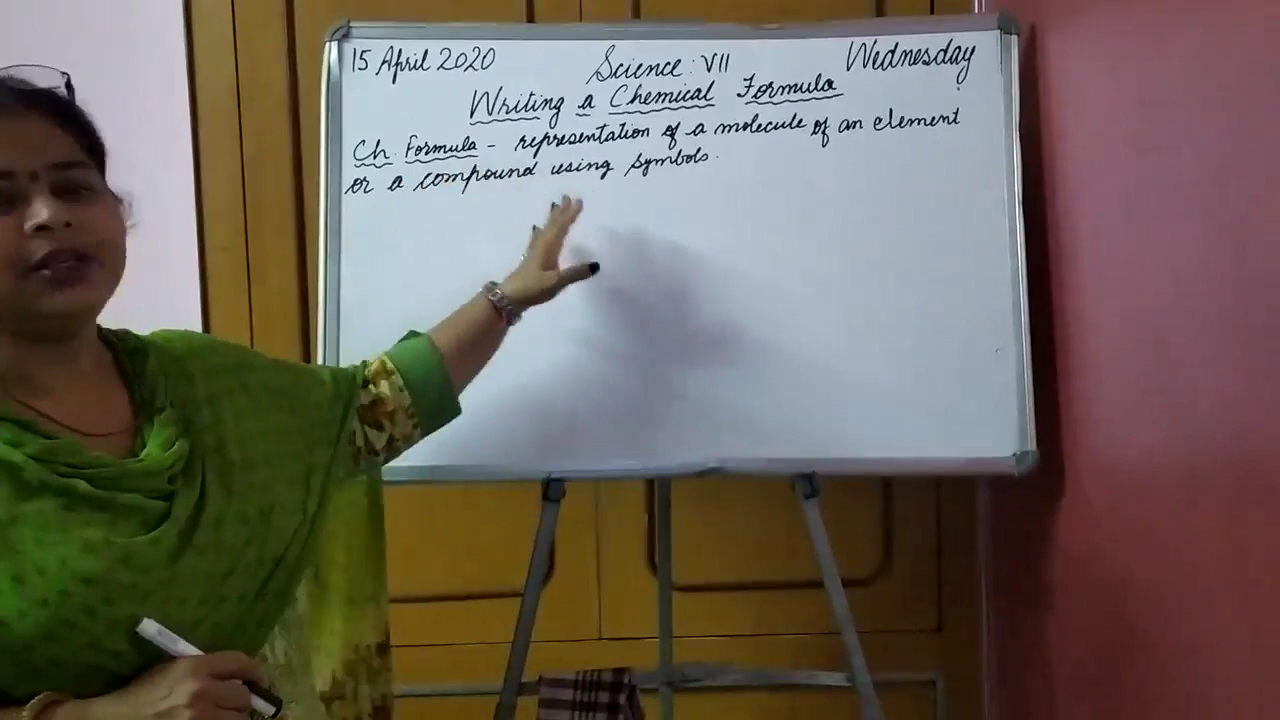 15 April 2020 Science : VII Wednesday
Writing a Chemical Formula
Ch. Formula - representation of a molecule of an element
or a compound using symbols.